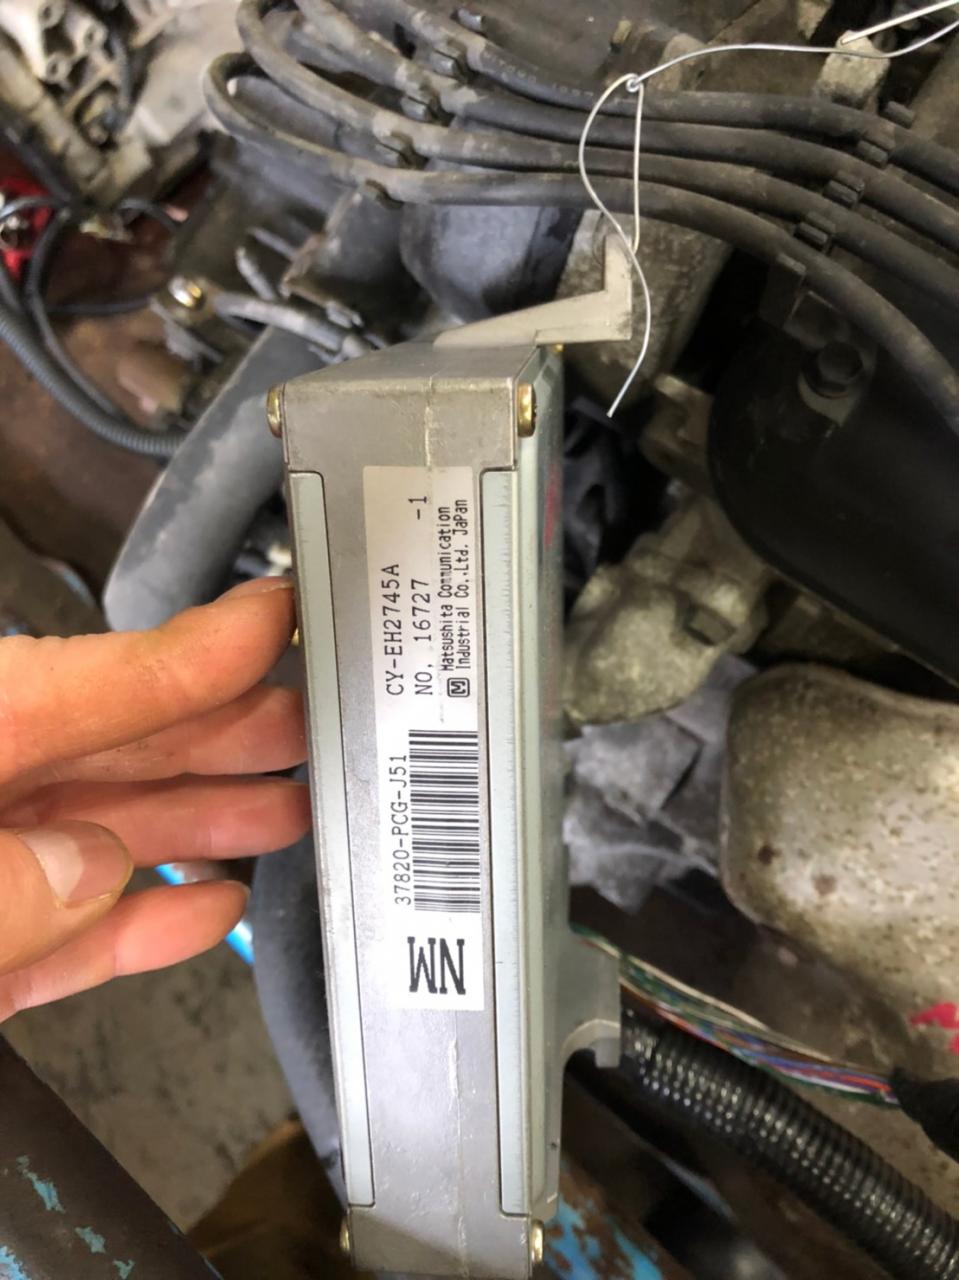 CY-EH2745A
NO. 16727 -1
M Matsushita Communication
Industrial Co.,Ltd. JaPan
37820-PCG-J51
NM